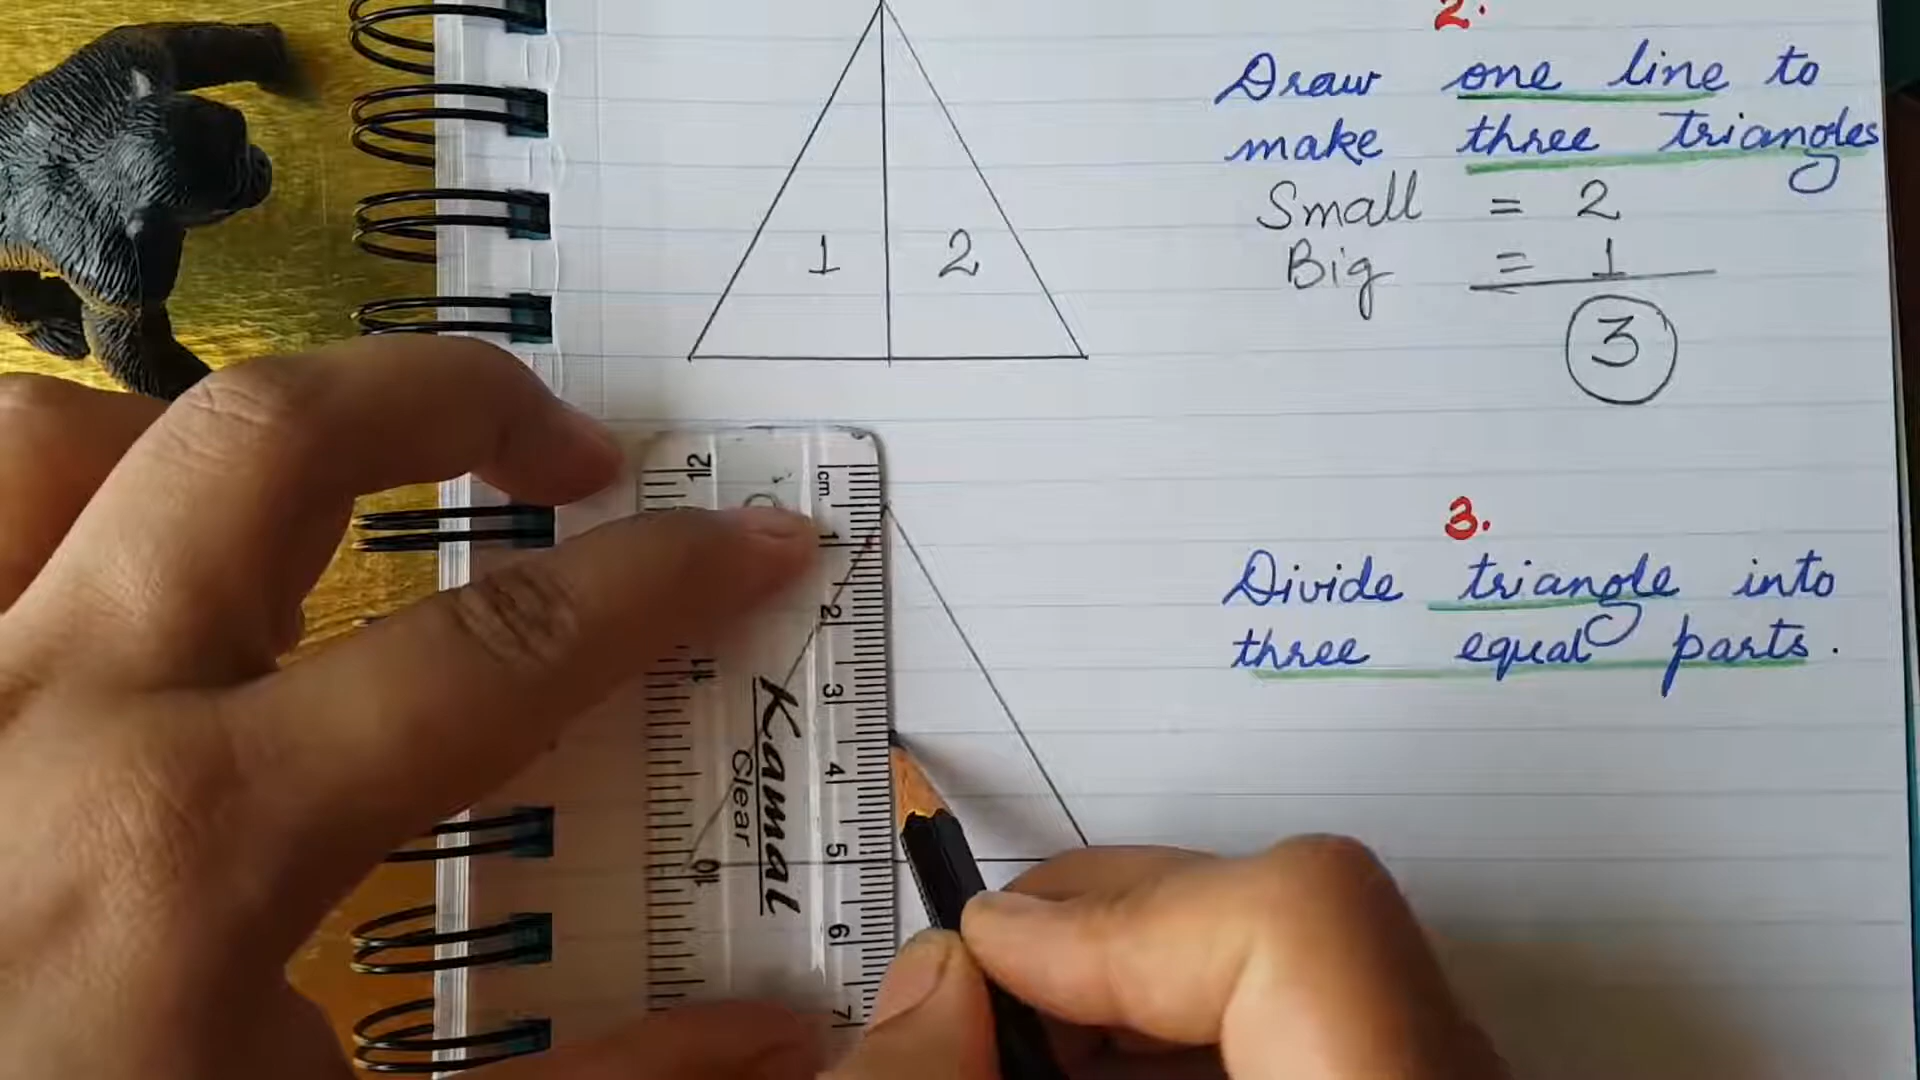 2.
Draw one line to
make three triangles
Small = 2
Big = 1
3
1 2
3.
Divide triangle into
three equal parts.
12 cm.
1
2
11 3
4
10 5
6
7
Kamal
Clear